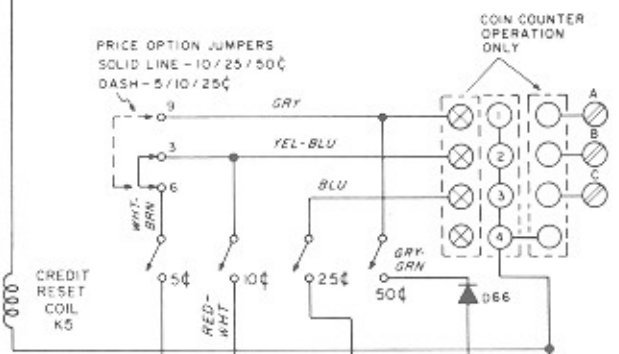 COIN COUNTER
OPERATION
ONLY
PRICE OPTION JUMPERS
SOLID LINE - 10/25/50¢
DASH - 5/10/25¢
9
GRY
A
1
3
YEL-BLU
B
2
6
BLU
C
3
WHT-
BRN
4
GRY-
GRN
5¢
10¢
25¢
50¢
D66
RED-
WHT
CREDIT
RESET
COIL
K5